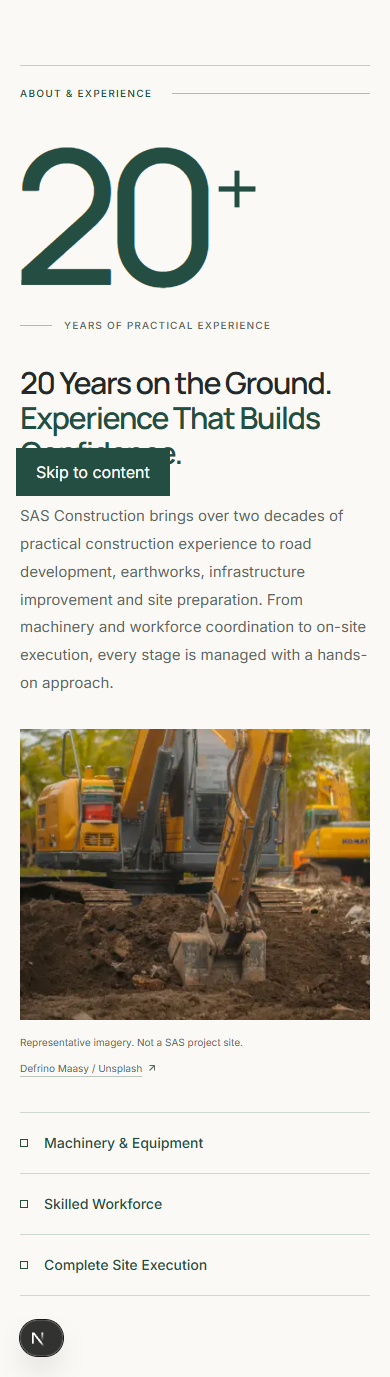 ABOUT & EXPERIENCE
20+
YEARS OF PRACTICAL EXPERIENCE
20 Years on the Ground.
Experience That Builds
Skip to content
SAS Construction brings over two decades of
practical construction experience to road
development, earthworks, infrastructure
improvement and site preparation. From
machinery and workforce coordination to on-site
execution, every stage is managed with a hands-
on approach.
Representative imagery. Not a SAS project site.
Defrino Maasy / Unsplash ↗
Machinery & Equipment
Skilled Workforce
Complete Site Execution
N